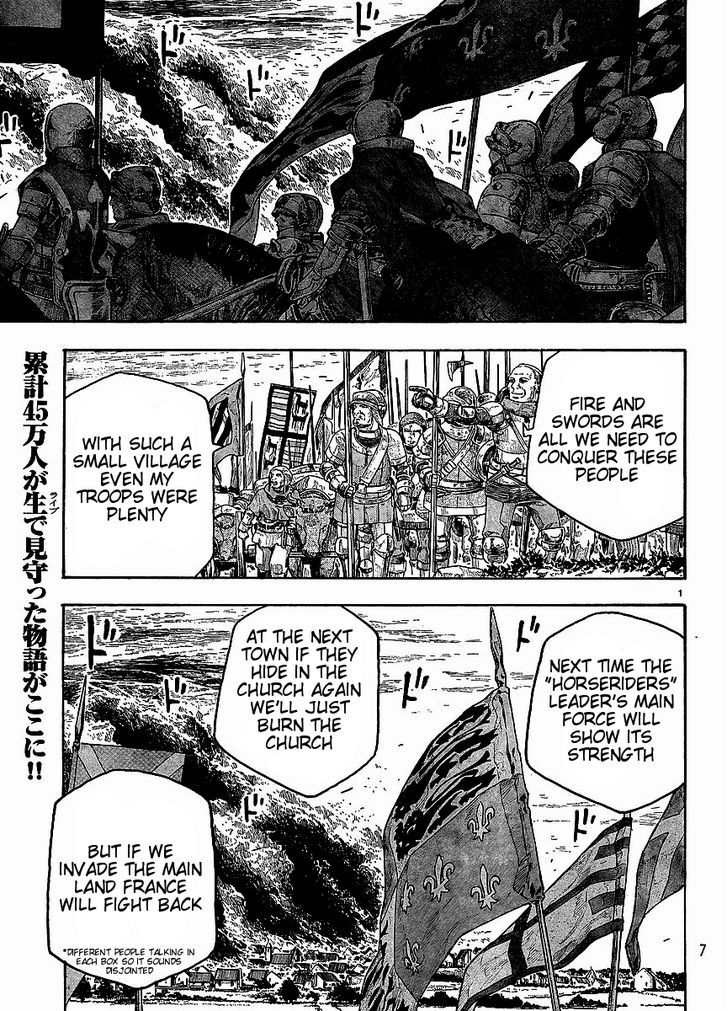 ド
ド
ド
ド
FIRE AND
SWORDS ARE
ALL WE NEED TO
CONQUER THESE
PEOPLE
WITH SUCH A
SMALL VILLAGE
EVEN MY
TROOPS WERE
PLENTY
1
NEXT TIME THE
"HORSERIDERS"
LEADER'S MAIN
FORCE WILL
SHOW ITS
STRENGTH
AT THE NEXT
TOWN IF THEY
HIDE IN THE
CHURCH AGAIN
WE'LL JUST
BURN THE
CHURCH
BUT IF WE
INVADE THE MAIN
LAND FRANCE
WILL FIGHT BACK
*DIFFERENT PEOPLE TALKING IN
EACH BOX SO IT SOUNDS
DISJOINTED
ド
ド
ド
ド
累計45万人が生で見守った物語がここに!!
ライブ
7